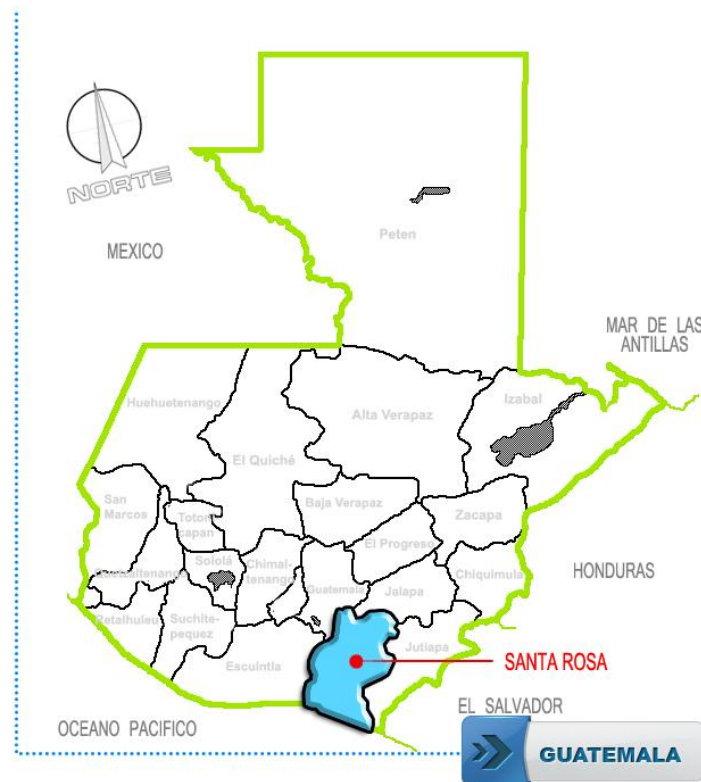 NORTE
MEXICO
Peten
MAR DE LAS
ANTILLAS
Huehuetenango
Alta Verapaz
Izabal
El Quiché
San
Marcos
Totoni
capan
Baja Verapaz
Zacapa
El Progreso
Quetzaltenango
Sololá
Chimal-
tenango
Guatemala
Jalapa
Chiquimula
HONDURAS
Retalhuleu
Suchite-
pequez
Escuintla
Jutiapa
SANTA ROSA
EL SALVADOR
OCEANO PACIFICO
GUATEMALA